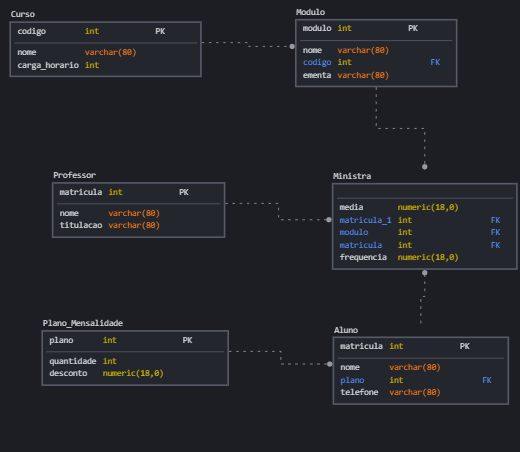 Curso
codigo int PK
nome varchar(80)
carga_horario int
Modulo
modulo int PK
nome varchar(80)
codigo int FK
ementa varchar(80)
Professor
matricula int PK
nome varchar(80)
titulacao varchar(80)
Ministra
media numeric(18,0)
matricula_1 int FK
modulo int FK
matricula int FK
frequencia numeric(18,0)
Plano_Mensalidade
plano int PK
quantidade int
desconto numeric(18,0)
Aluno
matricula int PK
nome varchar(80)
plano int FK
telefone varchar(80)